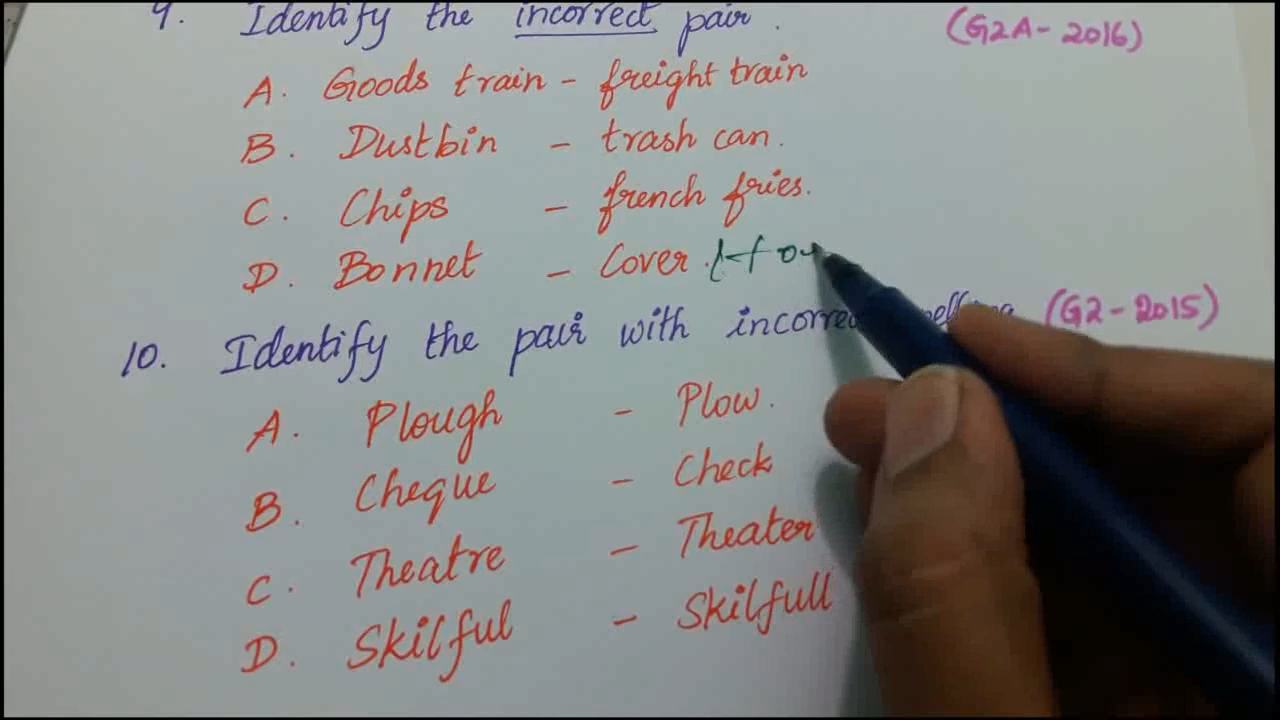 9. Identify the incorrect pair. (G2A-2016)
A. Goods train - freight train
B. Dustbin - trash can.
C. Chips - french fries.
D. Bonnet - Cover.
10. Identify the pair with (G2-2015)
A. Plough - Plow.
B. Cheque - Check
C. Theatre - Theater
D. Skilful - Skilfull